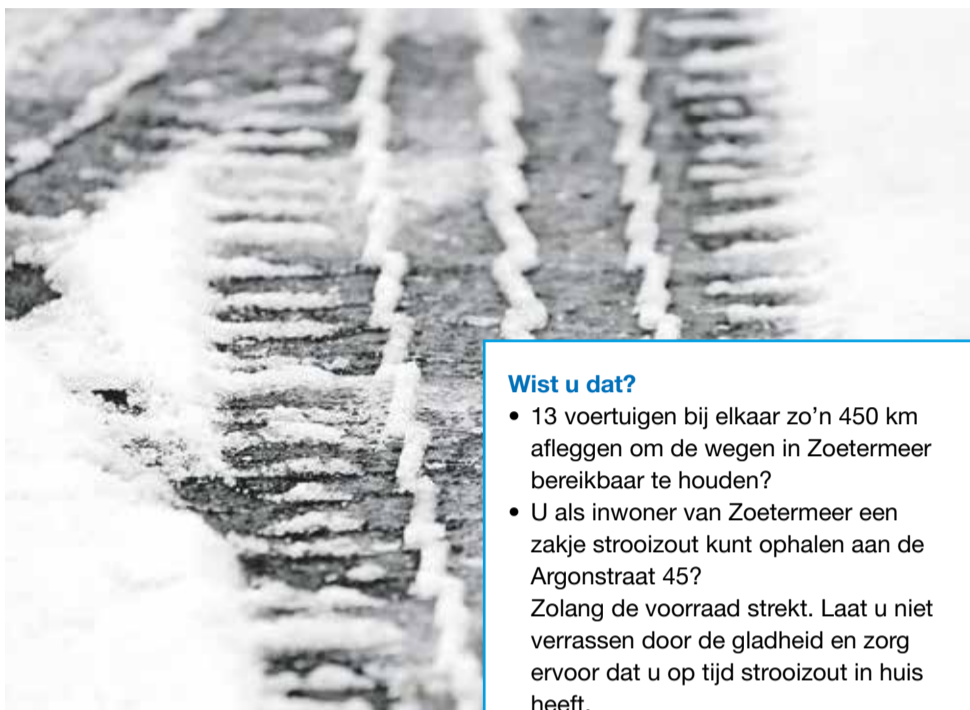 Wist u dat?
• 13 voertuigen bij elkaar zo'n 450 km
afleggen om de wegen in Zoetermeer
bereikbaar te houden?
• U als inwoner van Zoetermeer een
zakje strooizout kunt ophalen aan de
Argonstraat 45?
Zolang de voorraad strekt. Laat u niet
verrassen door de gladheid en zorg
ervoor dat u op tijd strooizout in huis
heeft.